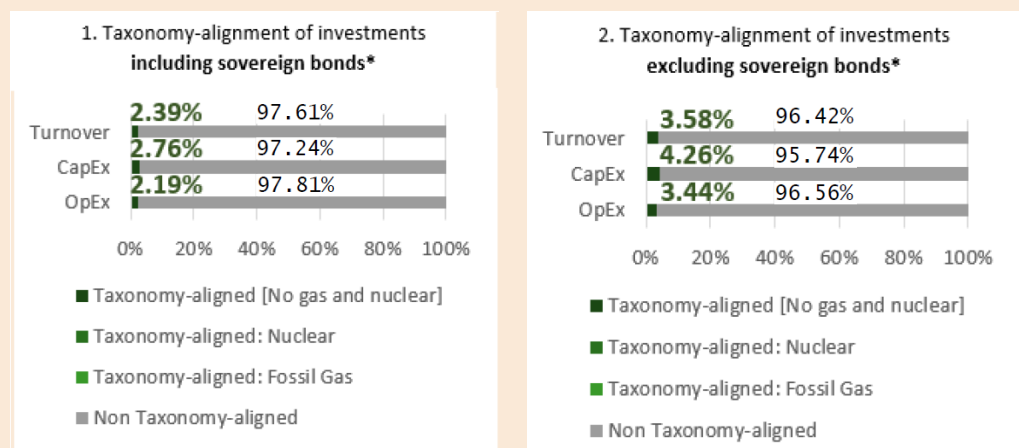 1. Taxonomy-alignment of investments
including sovereign bonds*
2.39% 97.61%
Turnover
2.76% 97.24%
CapEx
2.19% 97.81%
OpEx
0% 20% 40% 60% 80% 100%
Taxonomy-aligned [No gas and nuclear]
Taxonomy-aligned: Nuclear
Taxonomy-aligned: Fossil Gas
Non Taxonomy-aligned
2. Taxonomy-alignment of investments
excluding sovereign bonds*
3.58% 96.42%
Turnover
4.26% 95.74%
CapEx
3.44% 96.56%
OpEx
0% 20% 40% 60% 80% 100%
Taxonomy-aligned [No gas and nuclear]
Taxonomy-aligned: Nuclear
Taxonomy-aligned: Fossil Gas
Non Taxonomy-aligned